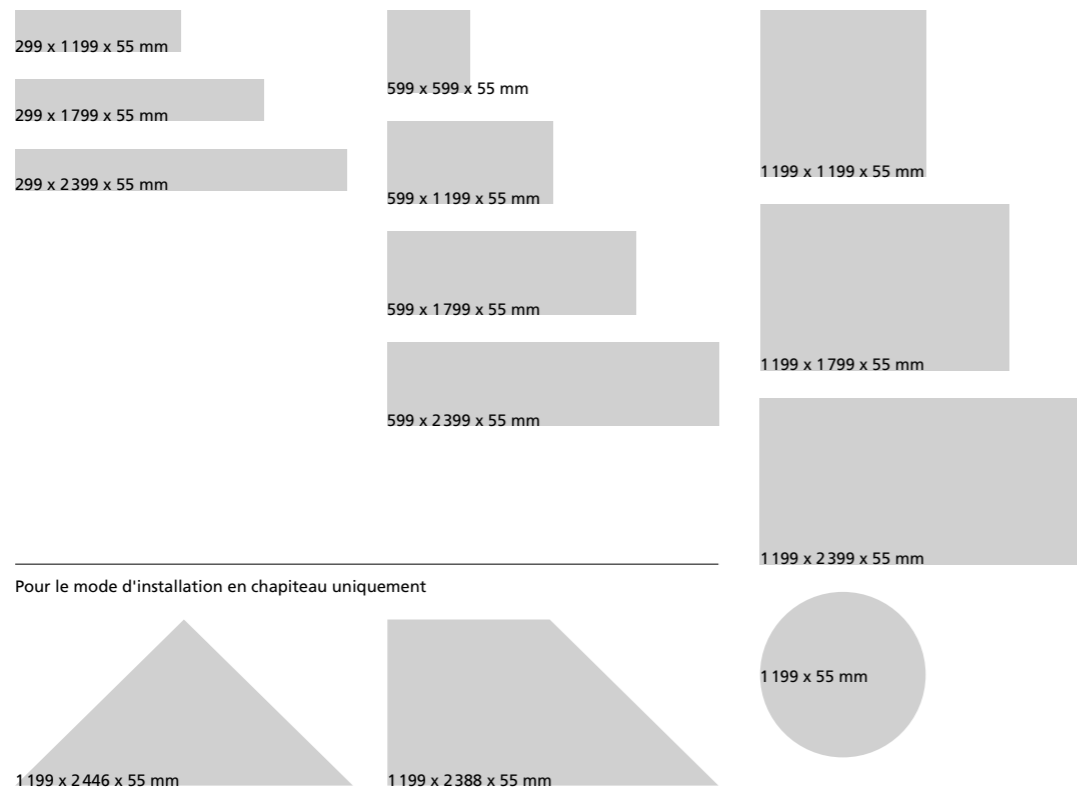 299 x 1199 x 55 mm
299 x 1799 x 55 mm
299 x 2399 x 55 mm
599 x 599 x 55 mm
599 x 1199 x 55 mm
599 x 1799 x 55 mm
599 x 2399 x 55 mm
1199 x 1199 x 55 mm
1199 x 1799 x 55 mm
1199 x 2399 x 55 mm
1199 x 55 mm
Pour le mode d'installation en chapiteau uniquement
1199 x 2446 x 55 mm
1199 x 2388 x 55 mm